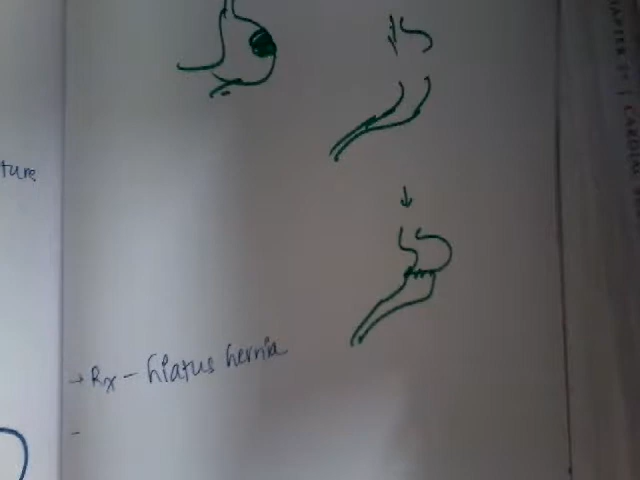 ture
→ Rx - hiatus hernia
-